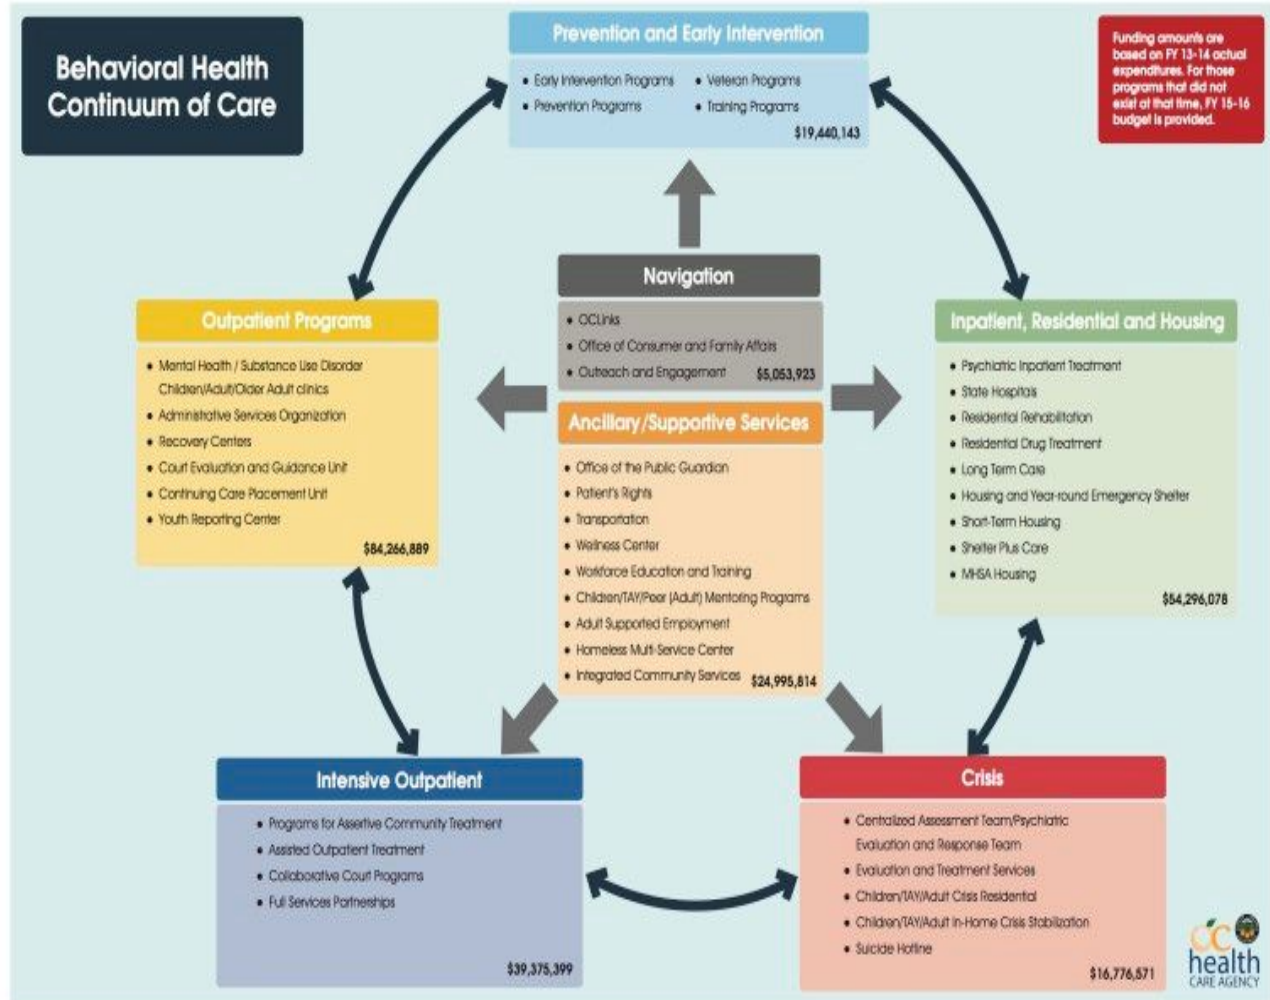 Behavioral Health
Continuum of Care
Prevention and Early Intervention
• Early Intervention Programs
• Prevention Programs
• Veteran Programs
• Training Programs
$19,440,143
Funding amounts are
based on FY 13-14 actual
expenditures. For those
programs that did not
exist at that time, FY 15-16
budget is provided.
Navigation
• OCLinks
• Office of Consumer and Family Affairs
• Outreach and Engagement $5,053,923
Outpatient Programs
• Mental Health / Substance Use Disorder
Children/Adult/Older Adult clinics
• Administrative Services Organization
• Recovery Centers
• Court Evaluation and Guidance Unit
• Continuing Care Placement Unit
• Youth Reporting Center
$84,266,889
Ancillary/Supportive Services
• Office of the Public Guardian
• Patient's Rights
• Transportation
• Wellness Center
• Workforce Education and Training
• Children/TAY/Peer (Adult) Mentoring Programs
• Adult Supported Employment
• Homeless Multi-Service Center
• Integrated Community Services $24,995,814
Inpatient, Residential and Housing
• Psychiatric Inpatient Treatment
• State Hospitals
• Residential Rehabilitation
• Residential Drug Treatment
• Long Term Care
• Housing and Year-round Emergency Shelter
• Short-Term Housing
• Shelter Plus Care
• MHSA Housing
$54,296,078
Intensive Outpatient
• Programs for Assertive Community Treatment
• Assisted Outpatient Treatment
• Collaborative Court Programs
• Full Services Partnerships
$39,375,399
Crisis
• Centralized Assessment Team/Psychiatric
Evaluation and Response Team
• Evaluation and Treatment Services
• Children/TAY/Adult Crisis Residential
• Children/TAY/Adult In-Home Crisis Stabilization
• Suicide Hotline
$16,776,571
OC
health
CARE AGENCY